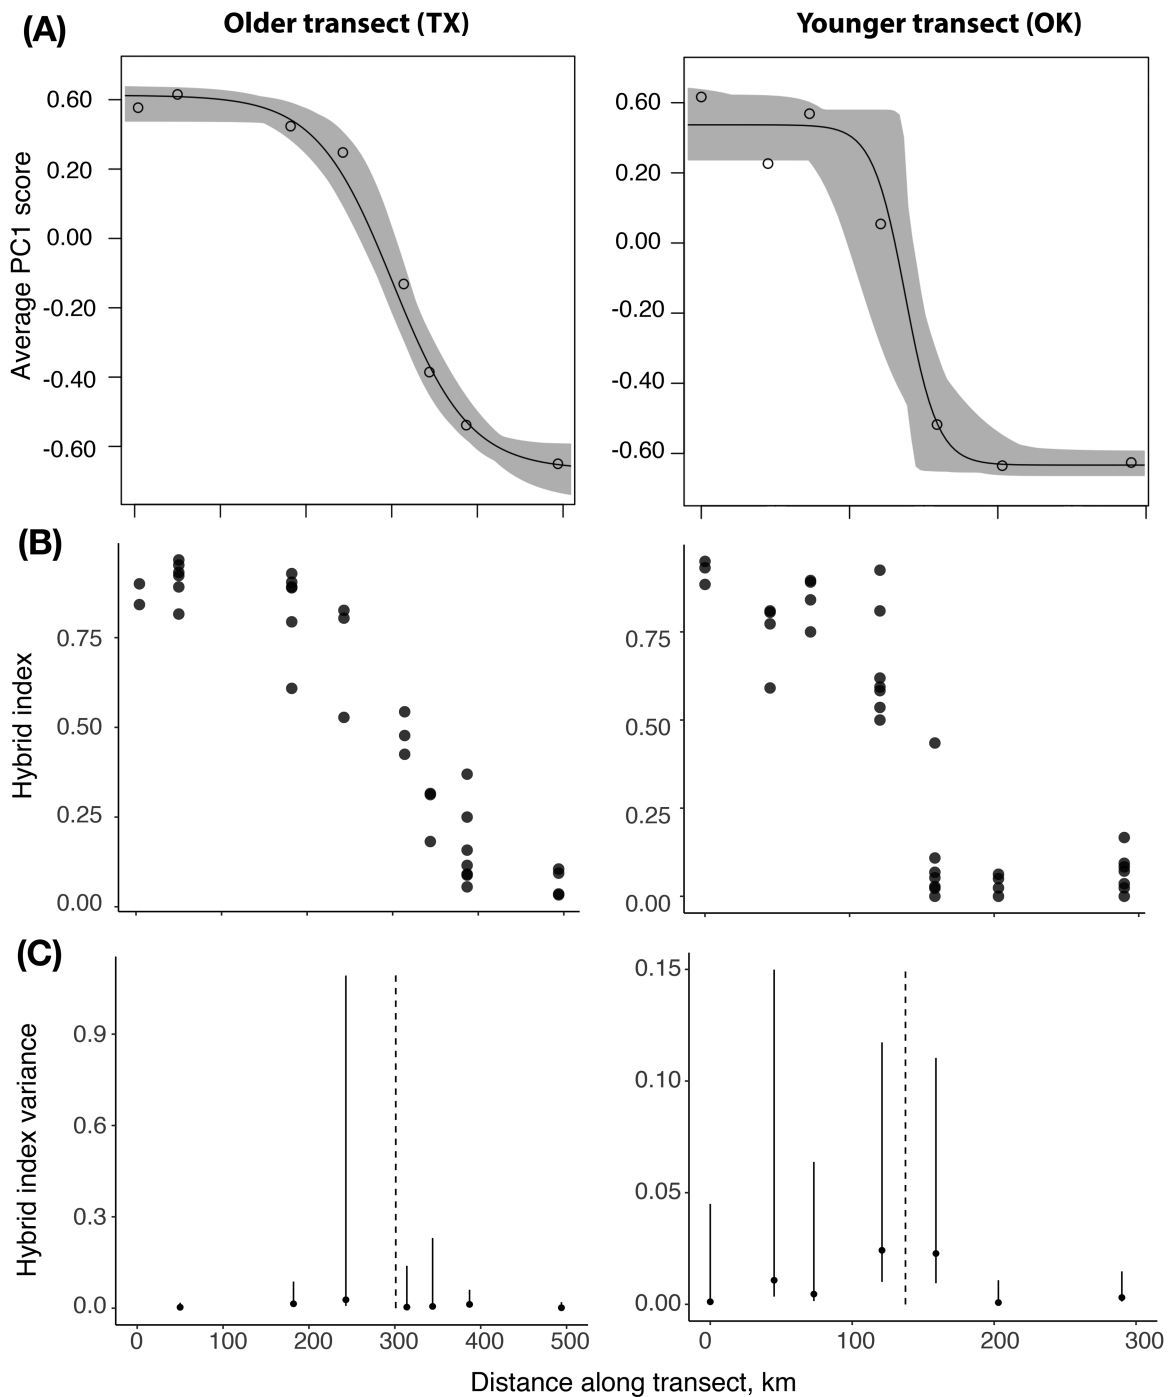 (A)
Older transect (TX)
Younger transect (OK)
Average PC1 score
0.60
0.20
0.00
-0.20
-0.40
-0.60
0.60
0.20
0.00
-0.20
-0.40
-0.60
(B)
Hybrid index
0.75
0.50
0.25
0.00
0.75
0.50
0.25
0.00
(C)
Hybrid index variance
0.9
0.6
0.3
0.0
0.15
0.10
0.05
0.00
0 100 200 300 400 500
0 100 200 300
Distance along transect, km